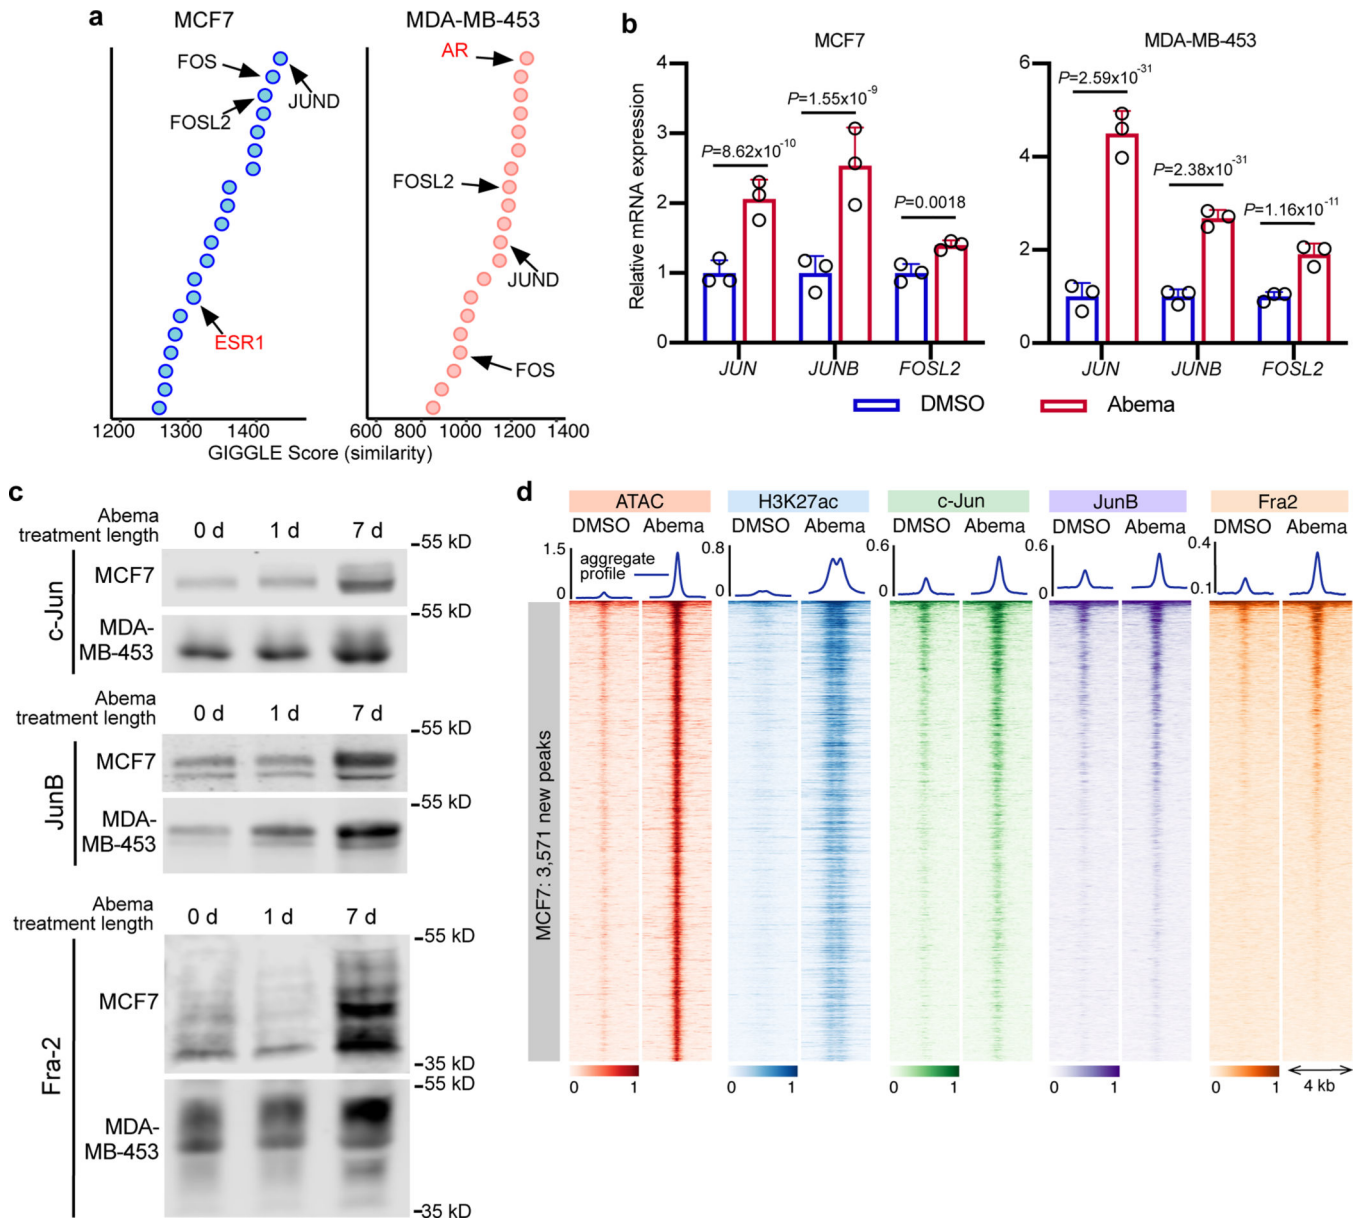 a
MCF7
MDA-MB-453
FOS
JUND
FOSL2
ESR1
AR
FOSL2
JUND
FOS
1200 1300 1400
600 800 1000 1200 1400
GIGGLE Score (similarity)
b
MCF7
MDA-MB-453
Relative mRNA expression
4
3
2
1
0
P=8.62x10⁻¹⁰
P=1.55x10⁻⁹
P=0.0018
JUN JUNB FOSL2
6
4
2
0
P=2.59x10⁻³¹
P=2.38x10⁻³¹
P=1.16x10⁻¹¹
JUN JUNB FOSL2
DMSO Abema
c
Abema
treatment length
0 d 1 d 7 d
55 kD
c-Jun
MCF7
55 kD
MDA-
MB-453
Abema
treatment length
0 d 1 d 7 d
55 kD
JunB
MCF7
55 kD
MDA-
MB-453
Abema
treatment length
0 d 1 d 7 d
55 kD
Fra-2
MCF7
35 kD
55 kD
MDA-
MB-453
35 kD
d
ATAC H3K27ac c-Jun JunB Fra2
DMSO Abema DMSO Abema DMSO Abema DMSO Abema DMSO Abema
1.5
0
aggregate
profile
0.8
0
0.6
0
0.6
0
0.4
0.1
MCF7: 3,571 new peaks
0 1 0 1 0 1 0 1 0 1
4 kb